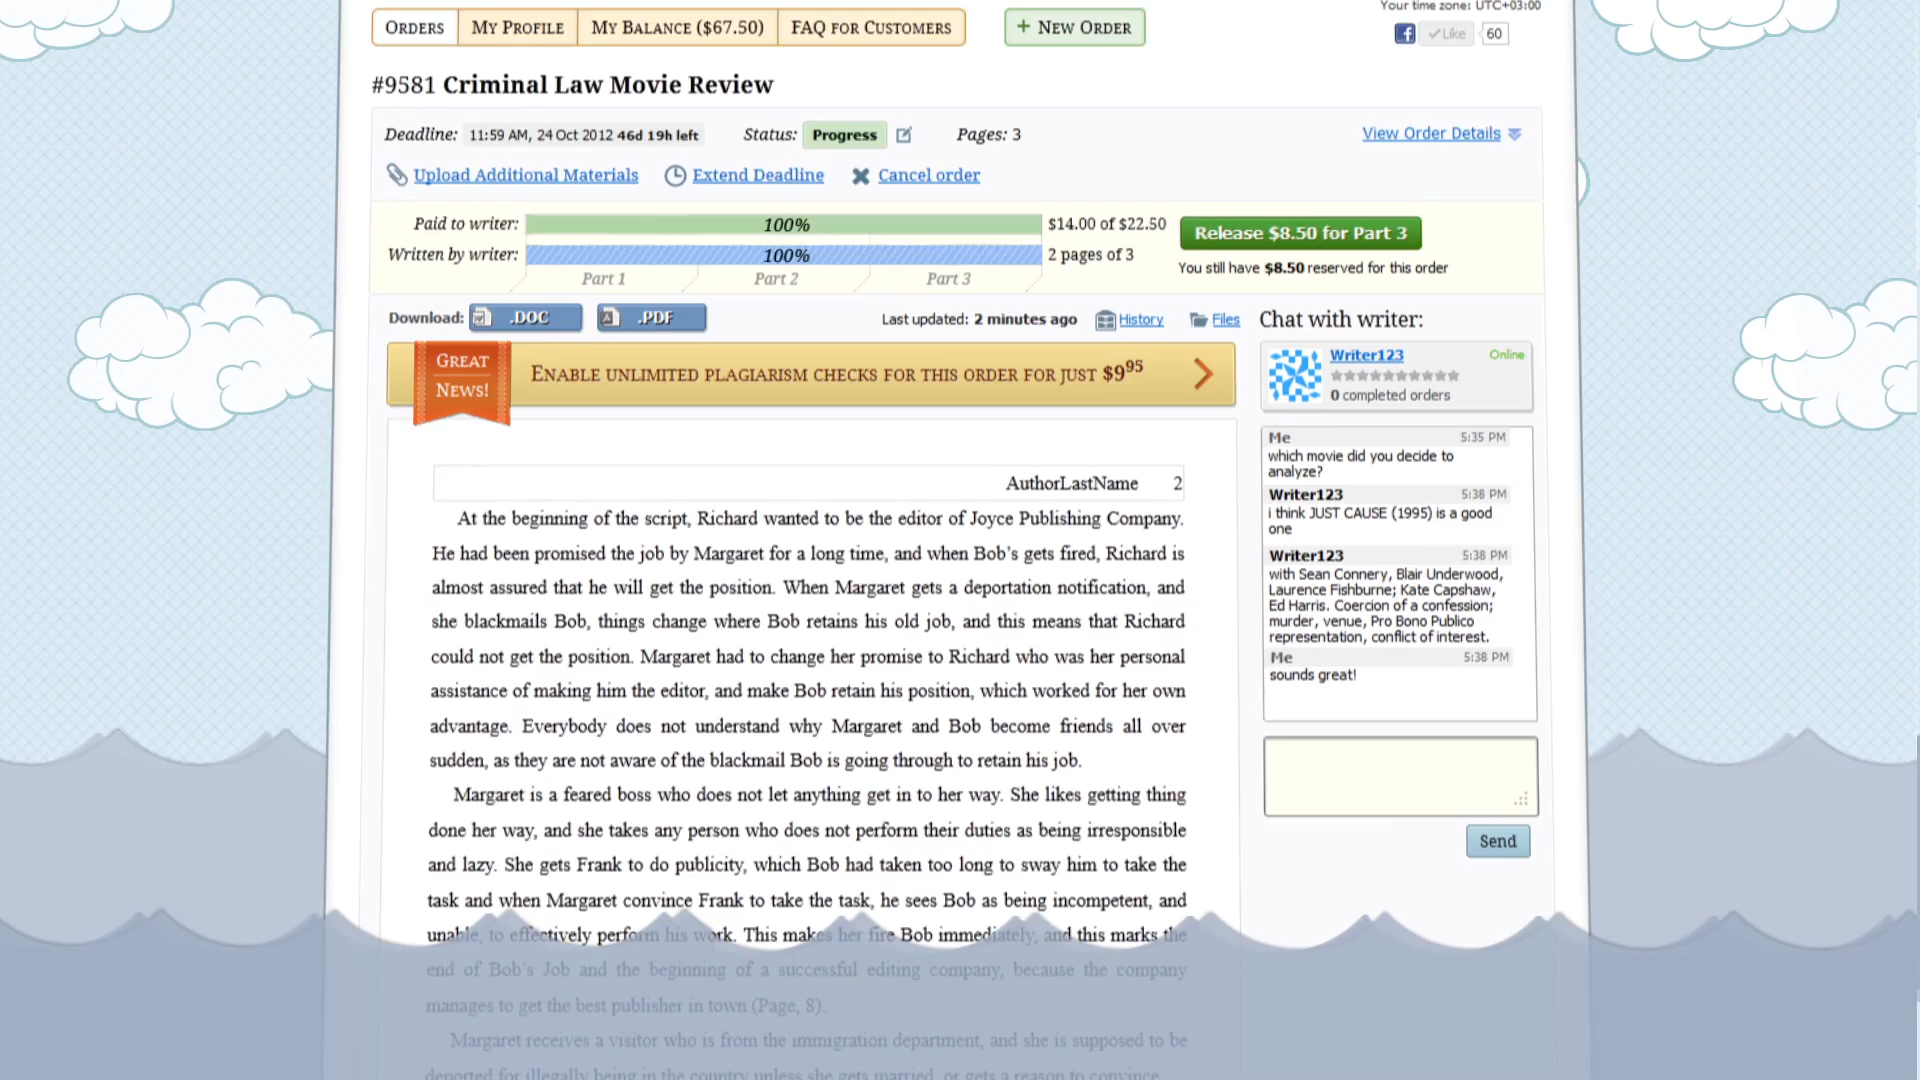 Your time zone: UTC+03:00
Orders My Profile My Balance ($67.50) FAQ for Customers + New Order
Like 60
#9581 Criminal Law Movie Review
Deadline: 11:59 AM, 24 Oct 2012 46d 19h left Status: Progress Pages: 3 View Order Details
Upload Additional Materials Extend Deadline Cancel order
Paid to writer: 100% $14.00 of $22.50 Release $8.50 for Part 3
Written by writer: 100% 2 pages of 3 You still have $8.50 reserved for this order
Part 1 Part 2 Part 3
Download: .DOC .PDF Last updated: 2 minutes ago History Files
Great News!
Enable unlimited plagiarism checks for this order for just $995
AuthorLastName 2
At the beginning of the script, Richard wanted to be the editor of Joyce Publishing Company.
He had been promised the job by Margaret for a long time, and when Bob's gets fired, Richard is
almost assured that he will get the position. When Margaret gets a deportation notification, and
she blackmails Bob, things change where Bob retains his old job, and this means that Richard
could not get the position. Margaret had to change her promise to Richard who was her personal
assistance of making him the editor, and make Bob retain his position, which worked for her own
advantage. Everybody does not understand why Margaret and Bob become friends all over
sudden, as they are not aware of the blackmail Bob is going through to retain his job.
Margaret is a feared boss who does not let anything get in to her way. She likes getting thing
done her way, and she takes any person who does not perform their duties as being irresponsible
and lazy. She gets Frank to do publicity, which Bob had taken too long to sway him to take the
task and when Margaret convince Frank to take the task, he sees Bob as being incompetent, and
unable, to effectively perform his work. This makes her fire Bob immediately, and this marks the
end of Bob's Job and the beginning of a successful editing company, because the company
manages to get the best publisher in town (Page, 8).
Margaret receives a visitor who is from the immigration department, and she is supposed to be
deported for illegally being in the country unless she gets married, or gets a reason to convince
Chat with writer:
Writer123 Online
0 completed orders
Me 5:35 PM
which movie did you decide to
analyze?
Writer123 5:38 PM
i think JUST CAUSE (1995) is a good
one
Writer123 5:38 PM
with Sean Connery, Blair Underwood,
Laurence Fishburne; Kate Capshaw,
Ed Harris. Coercion of a confession;
murder, venue, Pro Bono Publico
representation, conflict of interest.
Me 5:38 PM
sounds great!
Send